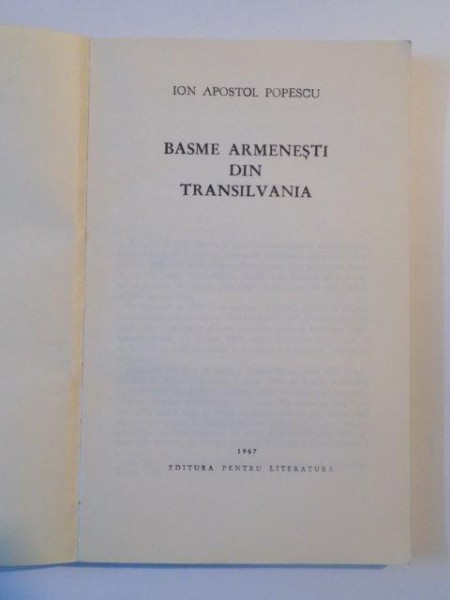 ION APOSTOL POPESCU
BASME ARMENEȘTI
DIN
TRANSILVANIA
1967
EDITURA PENTRU LITERATURĂ